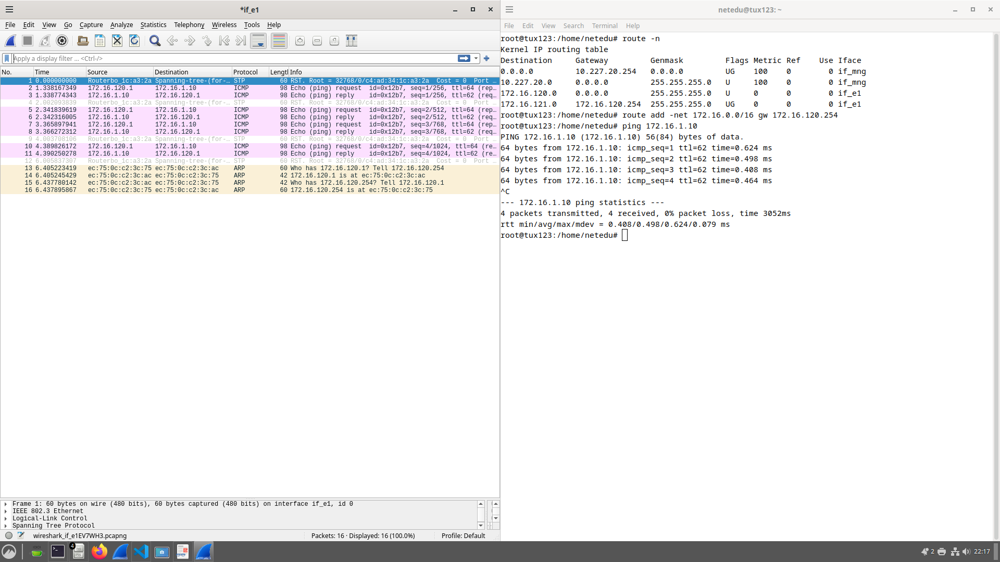 *if_e1
File Edit View Go Capture Analyze Statistics Telephony Wireless Tools Help
Apply a display filter ... <Ctrl-/>
No. Time Source Destination Protocol Lengtl Info
1 0.000000000 Routerbo_1c:a3:2a Spanning-tree-(for-… STP 60 RST. Root = 32768/0/c4:ad:34:1c:a3:2a Cost = 0 Port …
2 1.338167349 172.16.120.1 172.16.1.10 ICMP 98 Echo (ping) request id=0x12b7, seq=1/256, ttl=64 (rep…
3 1.338774343 172.16.1.10 172.16.120.1 ICMP 98 Echo (ping) reply id=0x12b7, seq=1/256, ttl=62 (req…
4 2.002093839 Routerbo_1c:a3:2a Spanning-tree-(for-… STP 60 RST. Root = 32768/0/c4:ad:34:1c:a3:2a Cost = 0 Port …
5 2.341839619 172.16.120.1 172.16.1.10 ICMP 98 Echo (ping) request id=0x12b7, seq=2/512, ttl=64 (rep…
6 2.342316005 172.16.1.10 172.16.120.1 ICMP 98 Echo (ping) reply id=0x12b7, seq=2/512, ttl=62 (req…
7 3.365897941 172.16.120.1 172.16.1.10 ICMP 98 Echo (ping) request id=0x12b7, seq=3/768, ttl=64 (rep…
8 3.366272312 172.16.1.10 172.16.120.1 ICMP 98 Echo (ping) reply id=0x12b7, seq=3/768, ttl=62 (req…
9 4.003708106 Routerbo_1c:a3:2a Spanning-tree-(for-… STP 60 RST. Root = 32768/0/c4:ad:34:1c:a3:2a Cost = 0 Port …
10 4.389826172 172.16.120.1 172.16.1.10 ICMP 98 Echo (ping) request id=0x12b7, seq=4/1024, ttl=64 (re…
11 4.390250278 172.16.1.10 172.16.120.1 ICMP 98 Echo (ping) reply id=0x12b7, seq=4/1024, ttl=62 (re…
12 6.005837307 Routerbo_1c:a3:2a Spanning-tree-(for-… STP 60 RST. Root = 32768/0/c4:ad:34:1c:a3:2a Cost = 0 Port …
13 6.405223419 ec:75:0c:c2:3c:75 ec:75:0c:c2:3c:ac ARP 60 Who has 172.16.120.1? Tell 172.16.120.254
14 6.405245429 ec:75:0c:c2:3c:ac ec:75:0c:c2:3c:75 ARP 42 172.16.120.1 is at ec:75:0c:c2:3c:ac
15 6.437780142 ec:75:0c:c2:3c:ac ec:75:0c:c2:3c:75 ARP 42 Who has 172.16.120.254? Tell 172.16.120.1
16 6.437895867 ec:75:0c:c2:3c:75 ec:75:0c:c2:3c:ac ARP 60 172.16.120.254 is at ec:75:0c:c2:3c:75
Frame 1: 60 bytes on wire (480 bits), 60 bytes captured (480 bits) on interface if_e1, id 0
IEEE 802.3 Ethernet
Logical-Link Control
Spanning Tree Protocol
wireshark_if_e1EV7WH3.pcapng Packets: 16 · Displayed: 16 (100.0%) Profile: Default
netedu@tux123: ~
File Edit View Search Terminal Help
root@tux123:/home/netedu# route -n
Kernel IP routing table
Destination Gateway Genmask Flags Metric Ref Use Iface
0.0.0.0 10.227.20.254 0.0.0.0 UG 100 0 0 if_mng
10.227.20.0 0.0.0.0 255.255.255.0 U 100 0 0 if_mng
172.16.120.0 0.0.0.0 255.255.255.0 U 0 0 0 if_e1
172.16.121.0 172.16.120.254 255.255.255.0 UG 0 0 0 if_e1
root@tux123:/home/netedu# route add -net 172.16.0.0/16 gw 172.16.120.254
root@tux123:/home/netedu# ping 172.16.1.10
PING 172.16.1.10 (172.16.1.10) 56(84) bytes of data.
64 bytes from 172.16.1.10: icmp_seq=1 ttl=62 time=0.624 ms
64 bytes from 172.16.1.10: icmp_seq=2 ttl=62 time=0.498 ms
64 bytes from 172.16.1.10: icmp_seq=3 ttl=62 time=0.408 ms
64 bytes from 172.16.1.10: icmp_seq=4 ttl=62 time=0.464 ms
^C
--- 172.16.1.10 ping statistics ---
4 packets transmitted, 4 received, 0% packet loss, time 3052ms
rtt min/avg/max/mdev = 0.408/0.498/0.624/0.079 ms
root@tux123:/home/netedu#
4
2
22:17